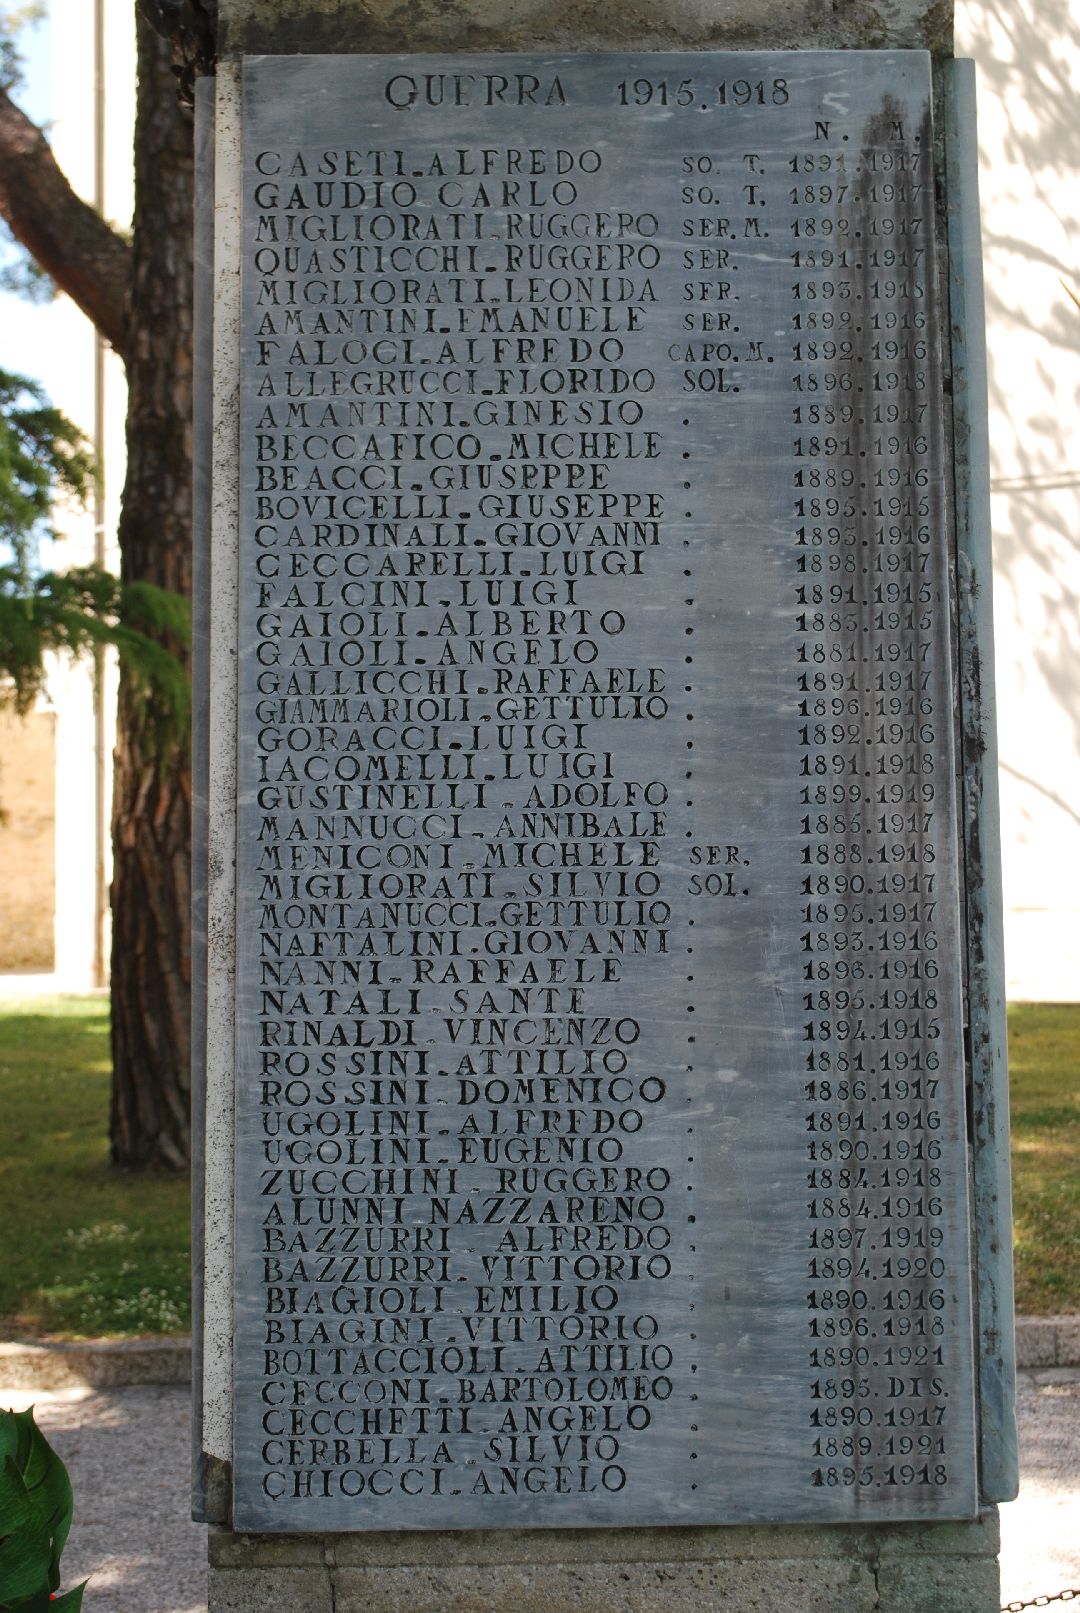 GUERRA 1915.1918
N. M.
CASETI.ALFREDO SO. T. 1891.1917
GAUDIO CARLO SO. T. 1897.1917
MIGLIORATI.RUGGERO SER.M. 1892.1917
QUASTICCHI.RUGGERO SER. 1891.1917
MIGLIORATI.LEONIDA SER. 1893.1918
AMANTINI.EMANUELE SER. 1892.1916
FALOCI.ALFREDO CAPO.M. 1892.1916
ALLEGRUCCI.FLORIDO SOL. 1896.1918
AMANTINI.GINESIO . 1889.1917
BECCAFICO.MICHELE . 1891.1916
BEACCI.GIUSEPPE . 1889.1916
BOVICELLI.GIUSEPPE . 1895.1915
CARDINALI.GIOVANNI . 1895.1916
CECCARELLI.LUIGI . 1898.1917
FALCINI.LUIGI . 1891.1915
GAIOLI.ALBERTO . 1883.1915
GAIOLI.ANGELO . 1881.1917
GALLICCHI.RAFFAELE . 1891.1917
GIAMMARIOLI.GETTULIO . 1896.1916
GORACCI.LUIGI . 1892.1916
IACOMELLI.LUIGI . 1891.1918
GUSTINELLI.ADOLFO . 1899.1919
MANNUCCI.ANNIBALE . 1885.1917
MENICONI.MICHELE SER. 1888.1918
MIGLIORATI.SILVIO SOL. 1890.1917
MONTANUCCI.GETTULIO . 1895.1917
NAFTALINI.GIOVANNI . 1893.1916
NANNI.RAFFAELE . 1896.1916
NATALI.SANTE . 1895.1918
RINALDI.VINCENZO . 1894.1915
ROSSINI.ATTILIO . 1881.1916
ROSSINI.DOMENICO . 1886.1917
UGOLINI.ALFREDO . 1891.1916
UGOLINI.EUGENIO . 1890.1916
ZUCCHINI.RUGGERO . 1884.1918
ALUNNI NAZZARENO . 1884.1916
BAZZURRI.ALFREDO . 1897.1919
BAZZURRI.VITTORIO . 1894.1920
BIAGIOLI.EMILIO . 1890.1916
BIAGINI.VITTORIO . 1896.1918
BOTTACCIOLI.ATTILIO . 1890.1921
CECCONI.BARTOLOMEO . 1895.DIS.
CECCHETTI.ANGELO . 1890.1917
CERBELLA.SILVIO . 1889.1921
CHIOCCI.ANGELO . 1895.1918